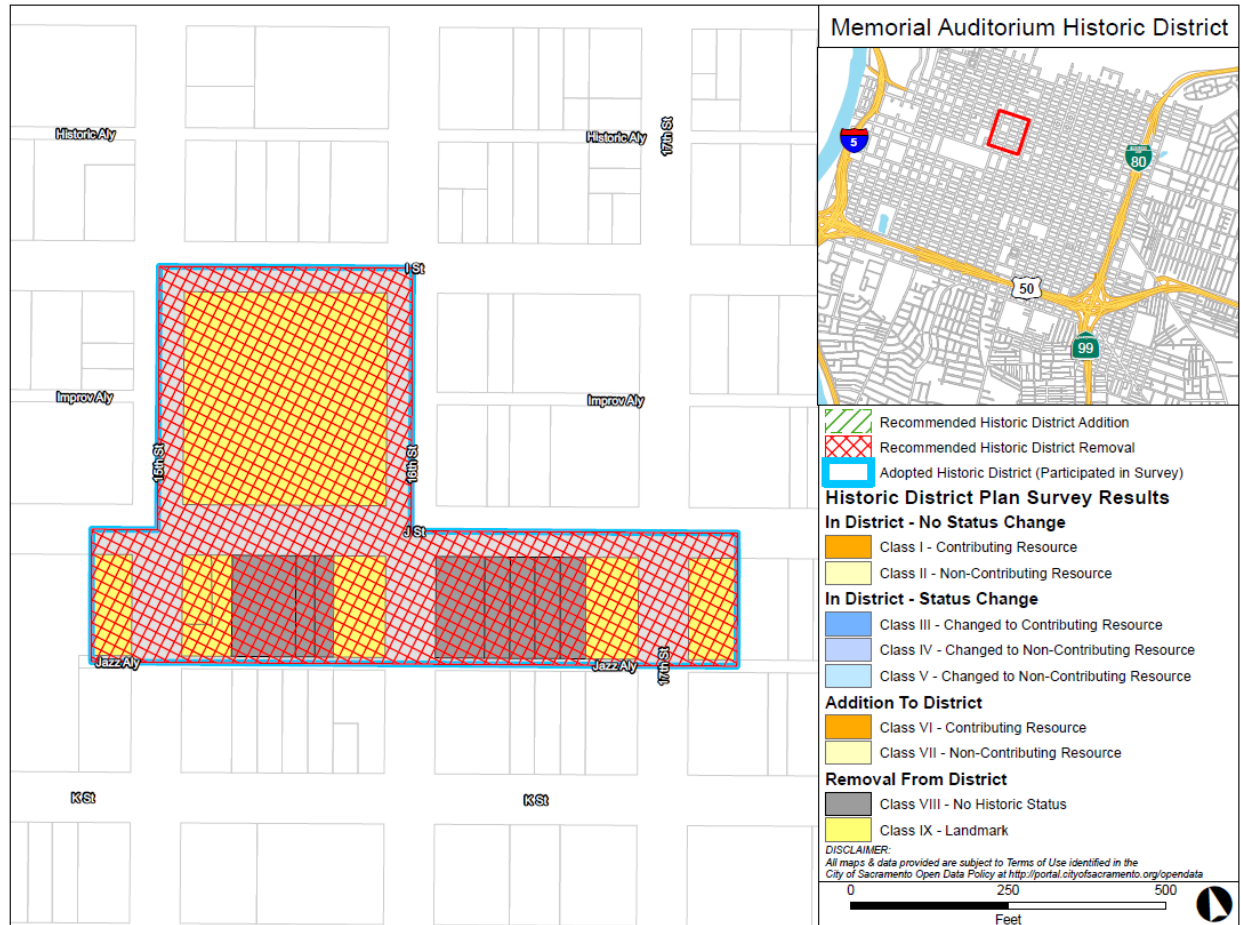 Memorial Auditorium Historic District
Historic Aly
Historic Aly
17th St
I St
Improv Aly
Improv Aly
15th St
16th St
J St
Jazz Aly
Jazz Aly
17th St
K St
K St
5
80
50
99
Recommended Historic District Addition
Recommended Historic District Removal
Adopted Historic District (Participated in Survey)
Historic District Plan Survey Results
In District - No Status Change
Class I - Contributing Resource
Class II - Non-Contributing Resource
In District - Status Change
Class III - Changed to Contributing Resource
Class IV - Changed to Non-Contributing Resource
Class V - Changed to Non-Contributing Resource
Addition To District
Class VI - Contributing Resource
Class VII - Non-Contributing Resource
Removal From District
Class VIII - No Historic Status
Class IX - Landmark
DISCLAIMER:
All maps & data provided are subject to Terms of Use identified in the
City of Sacramento Open Data Policy at http://portal.cityofsacramento.org/opendata
0 250 500
Feet